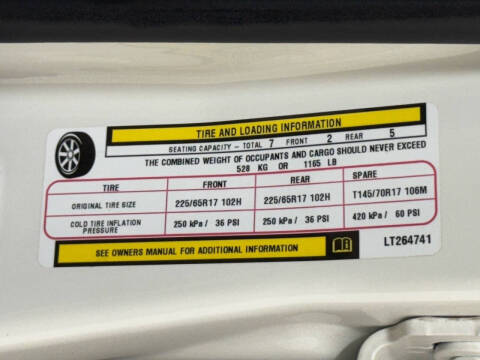 TIRE AND LOADING INFORMATION
SEATING CAPACITY - TOTAL 7 FRONT 2 REAR 5
THE COMBINED WEIGHT OF OCCUPANTS AND CARGO SHOULD NEVER EXCEED
528 KG OR 1165 LB
TIRE FRONT REAR SPARE
ORIGINAL TIRE SIZE 225/65R17 102H 225/65R17 102H T145/70R17 106M
COLD TIRE INFLATION PRESSURE 250 kPa / 36 PSI 250 kPa / 36 PSI 420 kPa / 60 PSI
SEE OWNERS MANUAL FOR ADDITIONAL INFORMATION LT264741